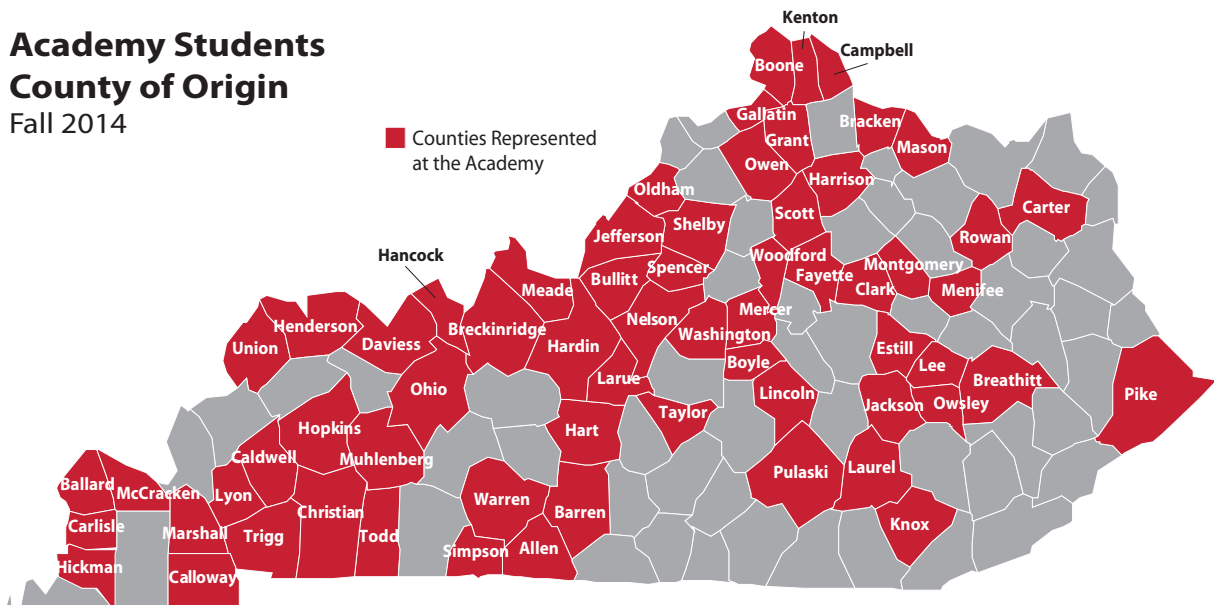 Academy Students
County of Origin
Fall 2014
Counties Represented
at the Academy
Kenton
Campbell
Boone
Gallatin
Bracken
Grant
Mason
Owen
Harrison
Oldham
Carter
Scott
Shelby
Jefferson
Rowan
Hancock
Woodford
Montgomery
Spencer
Fayette
Bullitt
Clark
Menifee
Meade
Mercer
Nelson
Henderson
Breckinridge
Washington
Daviess
Union
Hardin
Estill
Boyle
Lee
Larue
Breathitt
Ohio
Lincoln
Pike
Jackson
Owsley
Taylor
Hopkins
Hart
Caldwell
Muhlenberg
Laurel
Pulaski
Ballard
McCracken
Lyon
Warren
Christian
Barren
Carlisle
Knox
Marshall
Trigg
Todd
Simpson
Allen
Hickman
Calloway